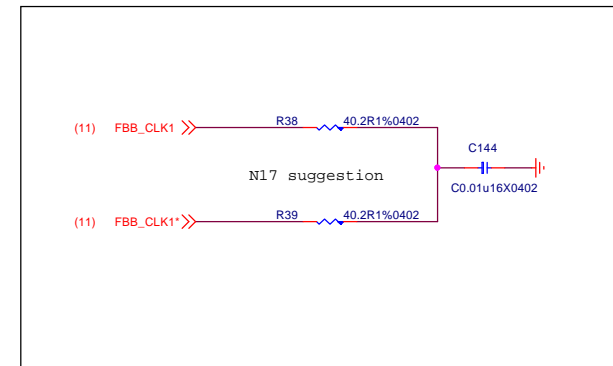 (11) FBB_CLK1 R38 40.2R1%0402
C144
N17 suggestion
C0.01u16X0402
(11) FBB_CLK1* R39 40.2R1%0402